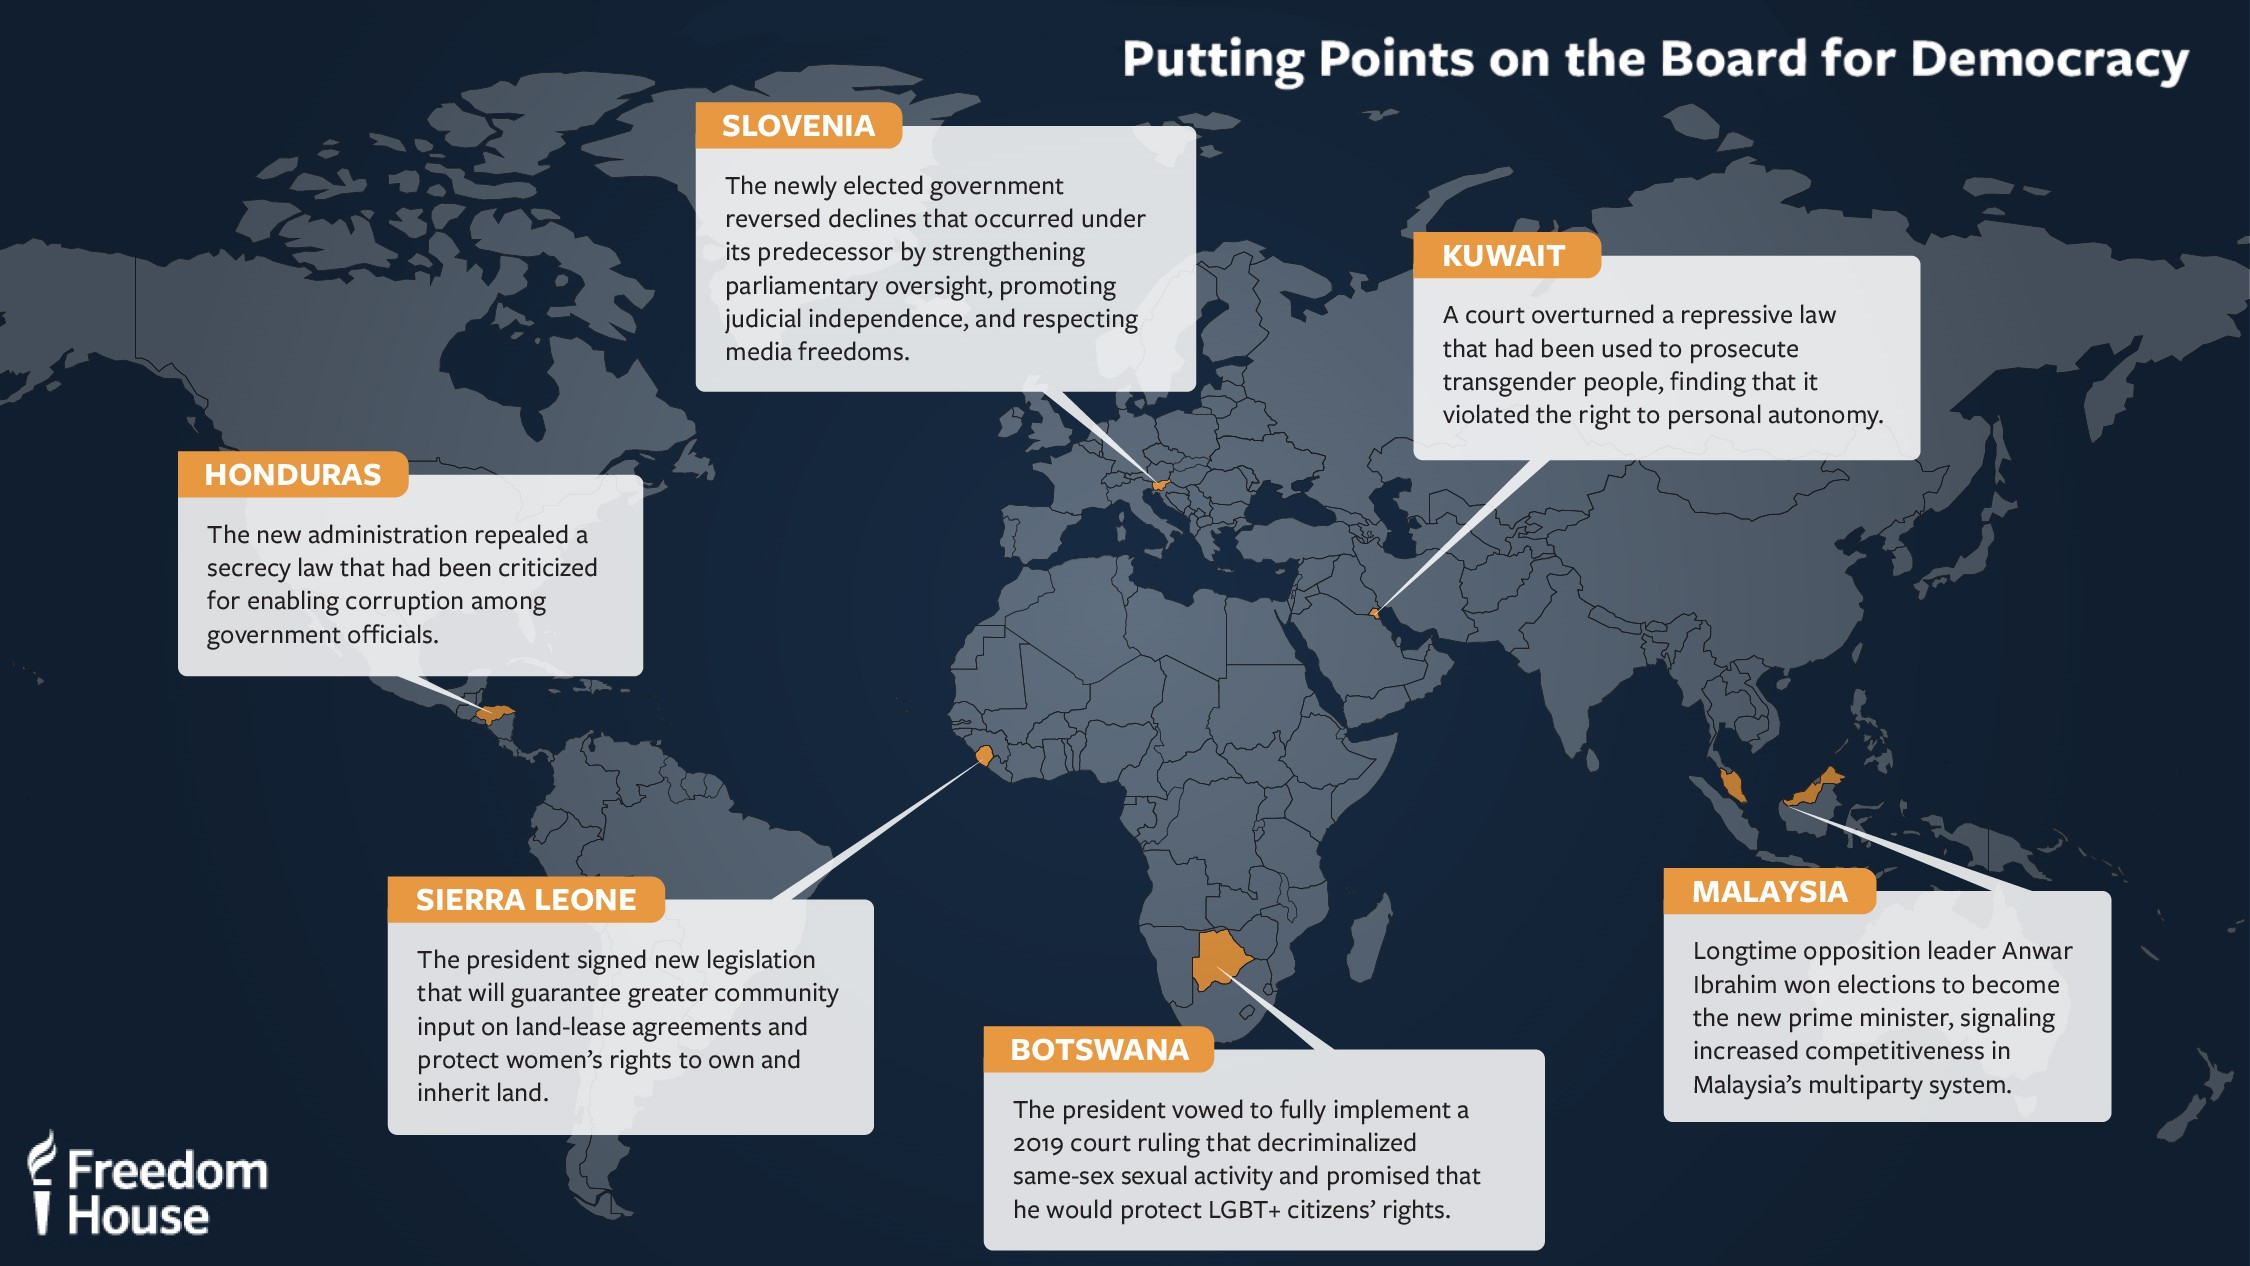 Putting Points on the Board for Democracy
SLOVENIA
The newly elected government
reversed declines that occurred under
its predecessor by strengthening
parliamentary oversight, promoting
judicial independence, and respecting
media freedoms.
KUWAIT
A court overturned a repressive law
that had been used to prosecute
transgender people, finding that it
violated the right to personal autonomy.
HONDURAS
The new administration repealed a
secrecy law that had been criticized
for enabling corruption among
government officials.
SIERRA LEONE
The president signed new legislation
that will guarantee greater community
input on land-lease agreements and
protect women’s rights to own and
inherit land.
MALAYSIA
Longtime opposition leader Anwar
Ibrahim won elections to become
the new prime minister, signaling
increased competitiveness in
Malaysia’s multiparty system.
BOTSWANA
The president vowed to fully implement a
2019 court ruling that decriminalized
same-sex sexual activity and promised that
he would protect LGBT+ citizens’ rights.
Freedom
House